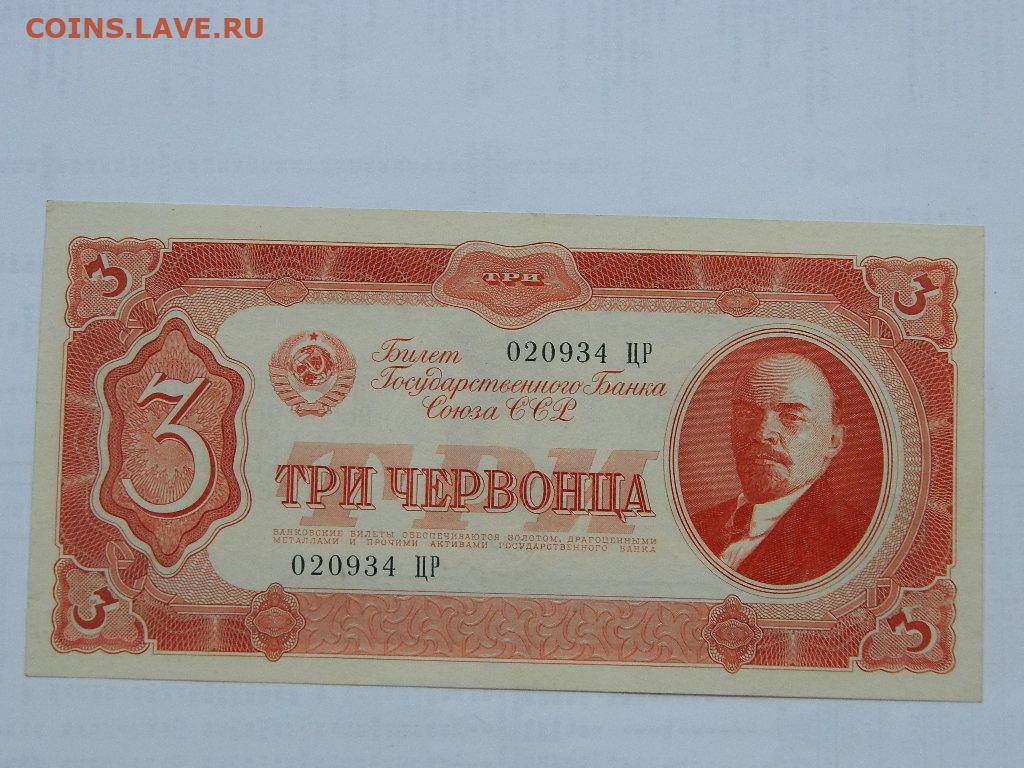 COINS.LAVE.RU
3
ТРИ
3
Билет 020934 ЦР
Государственного Банка
Союза ССР
3
ТРИ
ТРИ ЧЕРВОНЦА
БАНКОВСКИЕ БИЛЕТЫ ОБЕСПЕЧИВАЮТСЯ ЗОЛОТОМ, ДРАГОЦЕННЫМИ
МЕТАЛЛАМИ И ПРОЧИМИ АКТИВАМИ ГОСУДАРСТВЕННОГО БАНКА
020934 ЦР
3
3